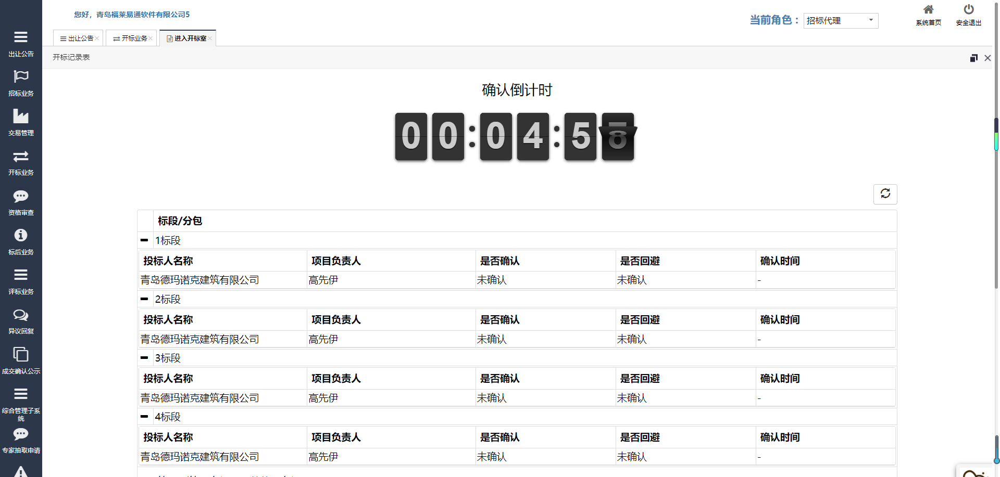 您好，青岛福莱易通软件有限公司5
当前角色：
招标代理
系统首页
安全退出
出让公告
开标业务
进入开标室
开标记录表
出让公告
招标业务
交易管理
开标业务
资格审查
标后业务
评标业务
异议回复
成交确认公示
综合管理子系
统
专家抽取申请
确认倒计时
00:04:5
标段/分包
1标段
投标人名称 项目负责人 是否确认 是否回避 确认时间
青岛德玛诺克建筑有限公司 高先伊 未确认 未确认 -
2标段
投标人名称 项目负责人 是否确认 是否回避 确认时间
青岛德玛诺克建筑有限公司 高先伊 未确认 未确认 -
3标段
投标人名称 项目负责人 是否确认 是否回避 确认时间
青岛德玛诺克建筑有限公司 高先伊 未确认 未确认 -
4标段
投标人名称 项目负责人 是否确认 是否回避 确认时间
青岛德玛诺克建筑有限公司 高先伊 未确认 未确认 -